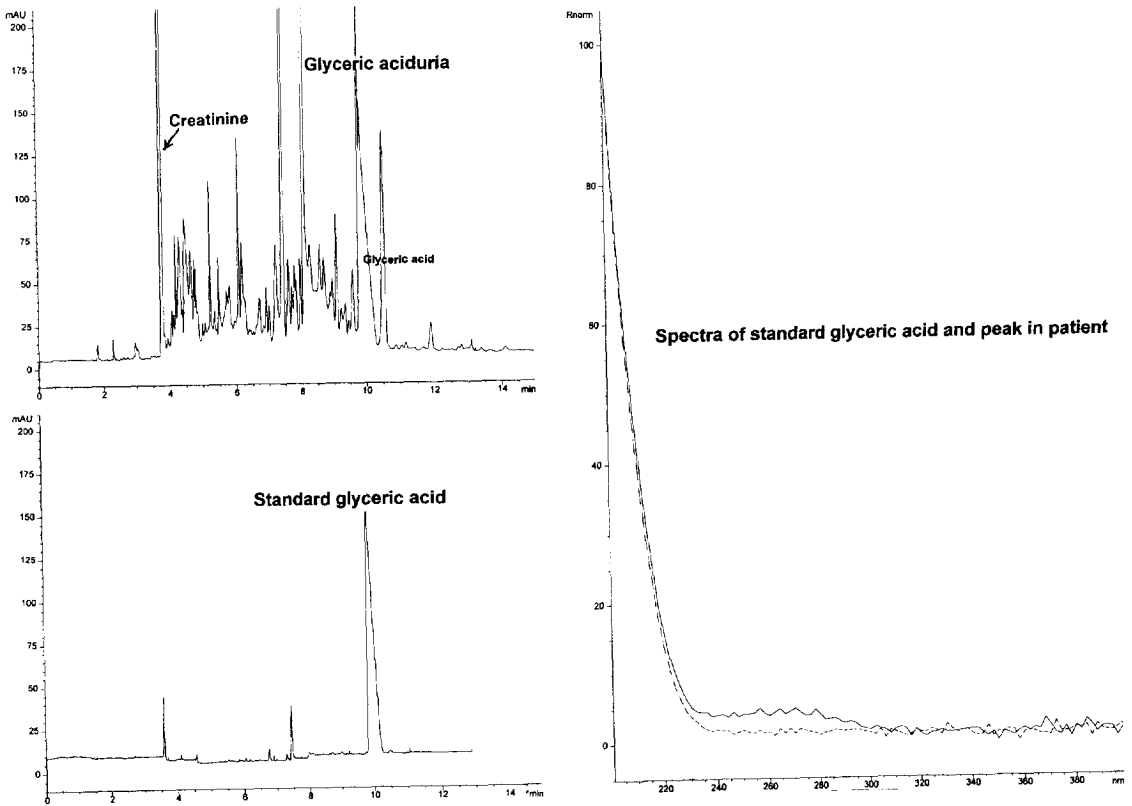 mAU
200
175
150
125
100
75
50
25
0
Glyceric aciduria
Creatinine
Glyceric acid
0 2 4 6 8 10 12 14 min
mAU
200
175
150
125
100
75
50
25
0
Standard glyceric acid
0 2 4 6 8 10 12 14 *min
Rnorm
100
80
60
40
20
0
Spectra of standard glyceric acid and peak in patient
220 240 260 280 300 320 340 360 380 nm